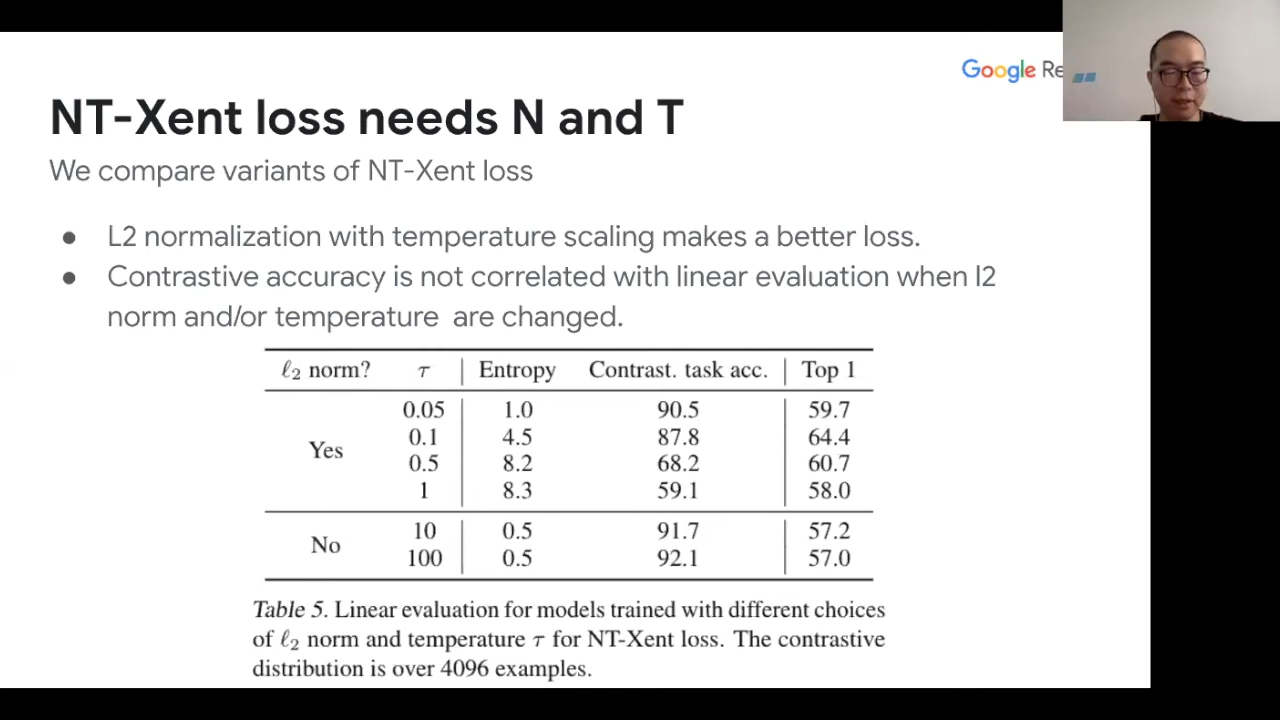 Google Re
NT-Xent loss needs N and T
We compare variants of NT-Xent loss
● L2 normalization with temperature scaling makes a better loss.
● Contrastive accuracy is not correlated with linear evaluation when l2
norm and/or temperature are changed.
ℓ₂ norm? τ Entropy Contrast. task acc. Top 1
0.05 1.0 90.5 59.7
0.1 4.5 87.8 64.4
Yes
0.5 8.2 68.2 60.7
1 8.3 59.1 58.0
10 0.5 91.7 57.2
No
100 0.5 92.1 57.0
Table 5. Linear evaluation for models trained with different choices
of ℓ₂ norm and temperature τ for NT-Xent loss. The contrastive
distribution is over 4096 examples.